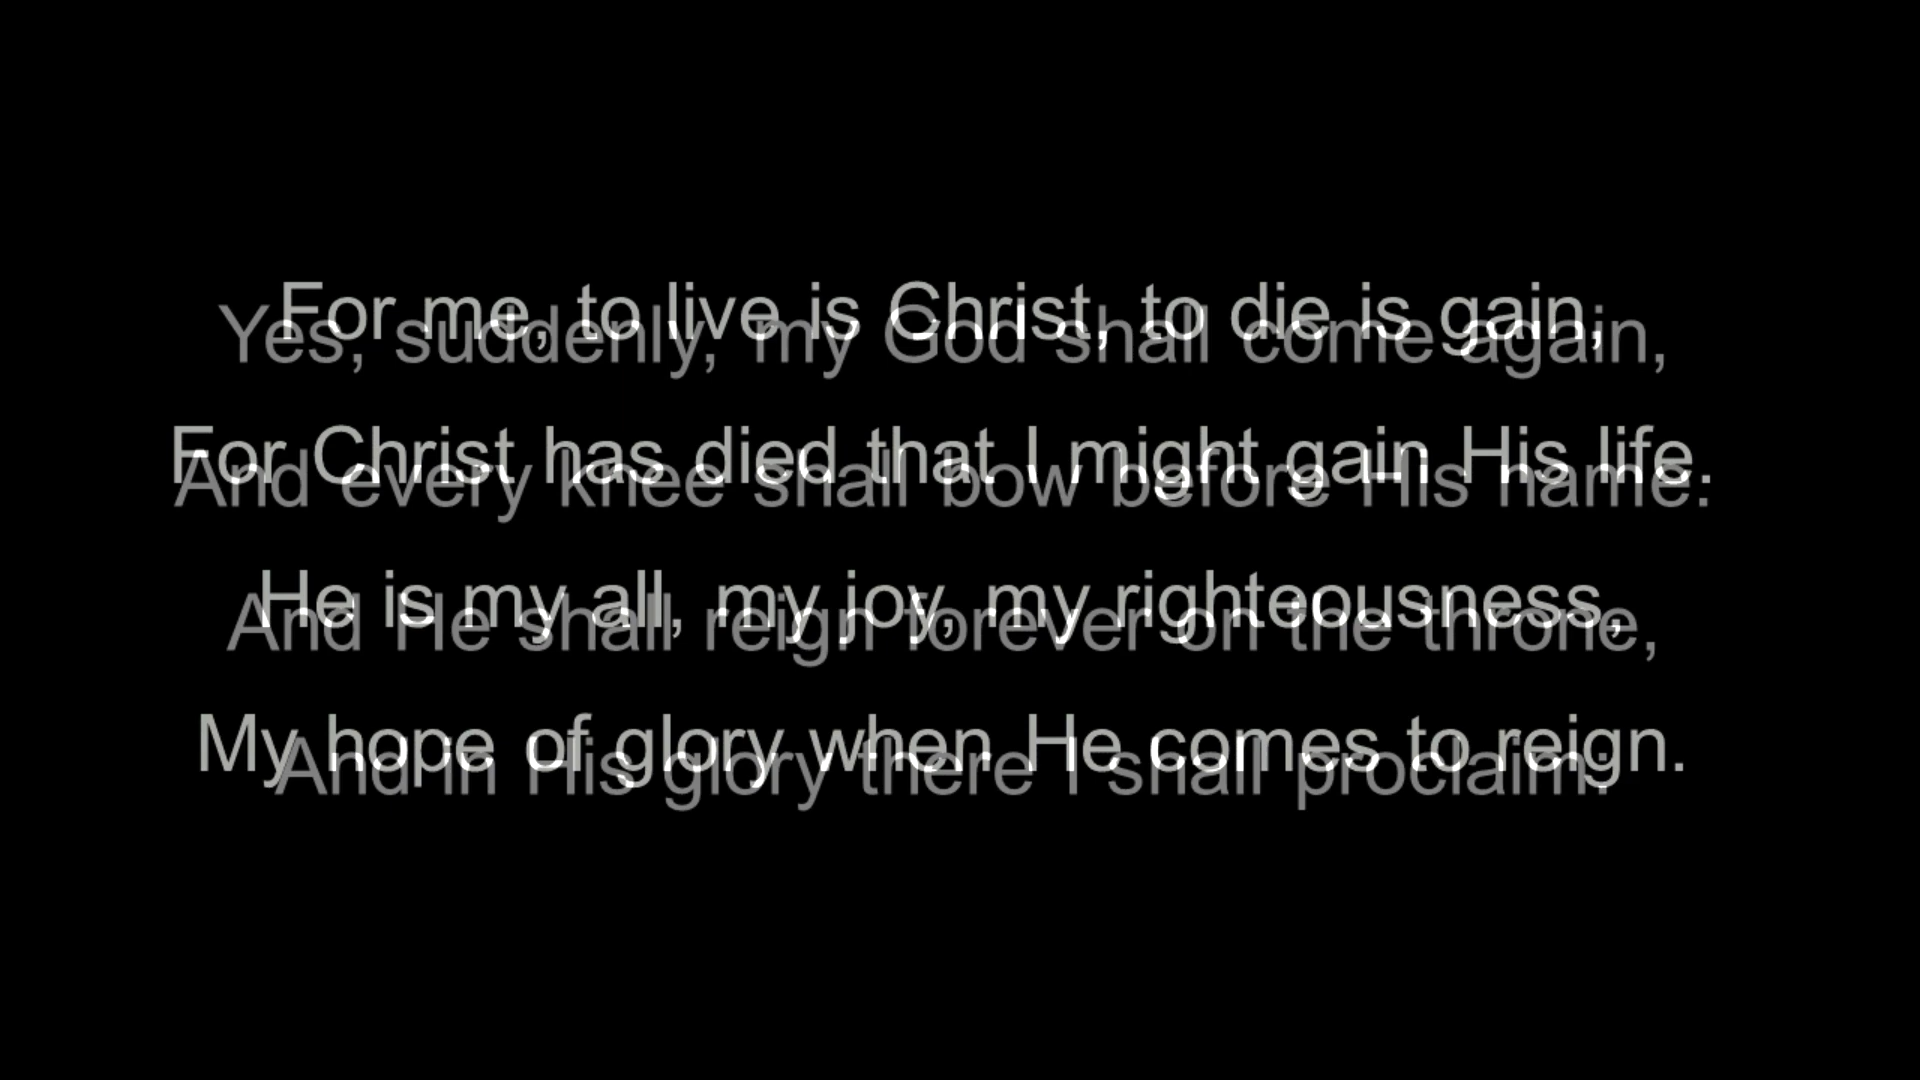 For me, to live is Christ, to die is gain,
Yes, suddenly, my God shall come again,
For Christ has died that I might gain His life
And every knee shall bow before His name:
He is my all, my joy, my righteousness,
And He shall reign forever on the throne,
My hope of glory when He comes to reign.
And in His glory there I shall proclaim: